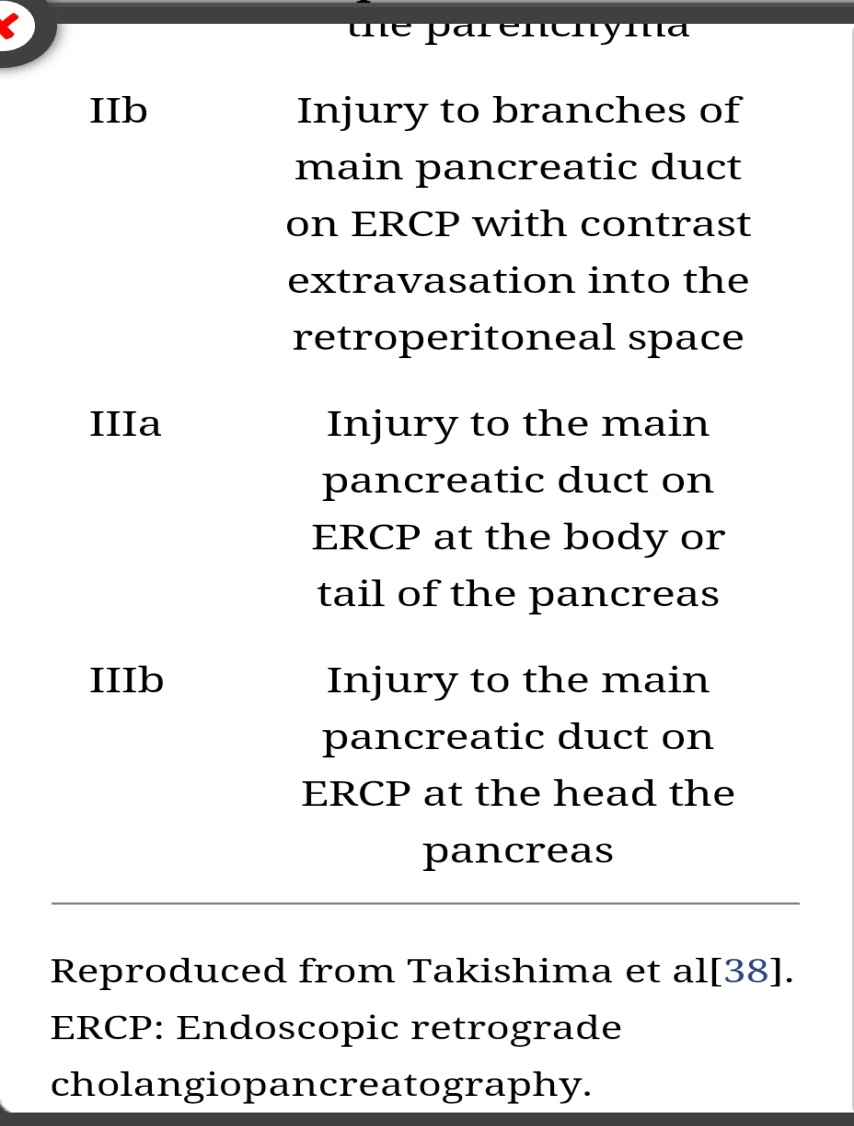 the parenchyma
IIb Injury to branches of
main pancreatic duct
on ERCP with contrast
extravasation into the
retroperitoneal space
IIIa Injury to the main
pancreatic duct on
ERCP at the body or
tail of the pancreas
IIIb Injury to the main
pancreatic duct on
ERCP at the head the
pancreas
Reproduced from Takishima et al[38].
ERCP: Endoscopic retrograde
cholangiopancreatography.